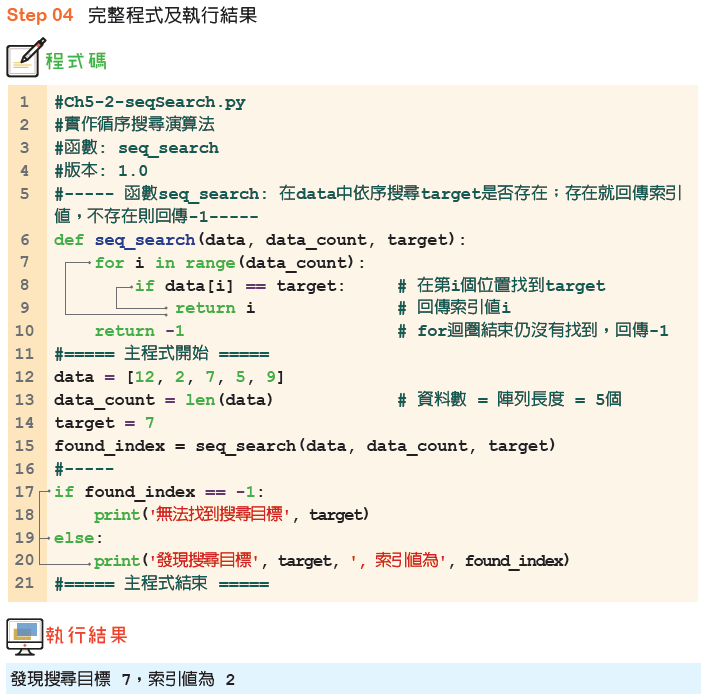 Step 04 完整程式及執行結果
程式碼
1 #Ch5-2-seqSearch.py
2 #實作循序搜尋演算法
3 #函數: seq_search
4 #版本: 1.0
5 #----- 函數seq_search: 在data中依序搜尋target是否存在；存在就回傳索引
值，不存在則回傳-1-----
6 def seq_search(data, data_count, target):
7 for i in range(data_count):
8 if data[i] == target: # 在第i個位置找到target
9 return i # 回傳索引值i
10 return -1 # for迴圈結束仍沒有找到，回傳-1
11 #===== 主程式開始 =====
12 data = [12, 2, 7, 5, 9]
13 data_count = len(data) # 資料數 = 陣列長度 = 5個
14 target = 7
15 found_index = seq_search(data, data_count, target)
16 #-----
17 if found_index == -1:
18 print('無法找到搜尋目標', target)
19 else:
20 print('發現搜尋目標', target, ', 索引值為', found_index)
21 #===== 主程式結束 =====
執行結果
發現搜尋目標 7，索引值為 2